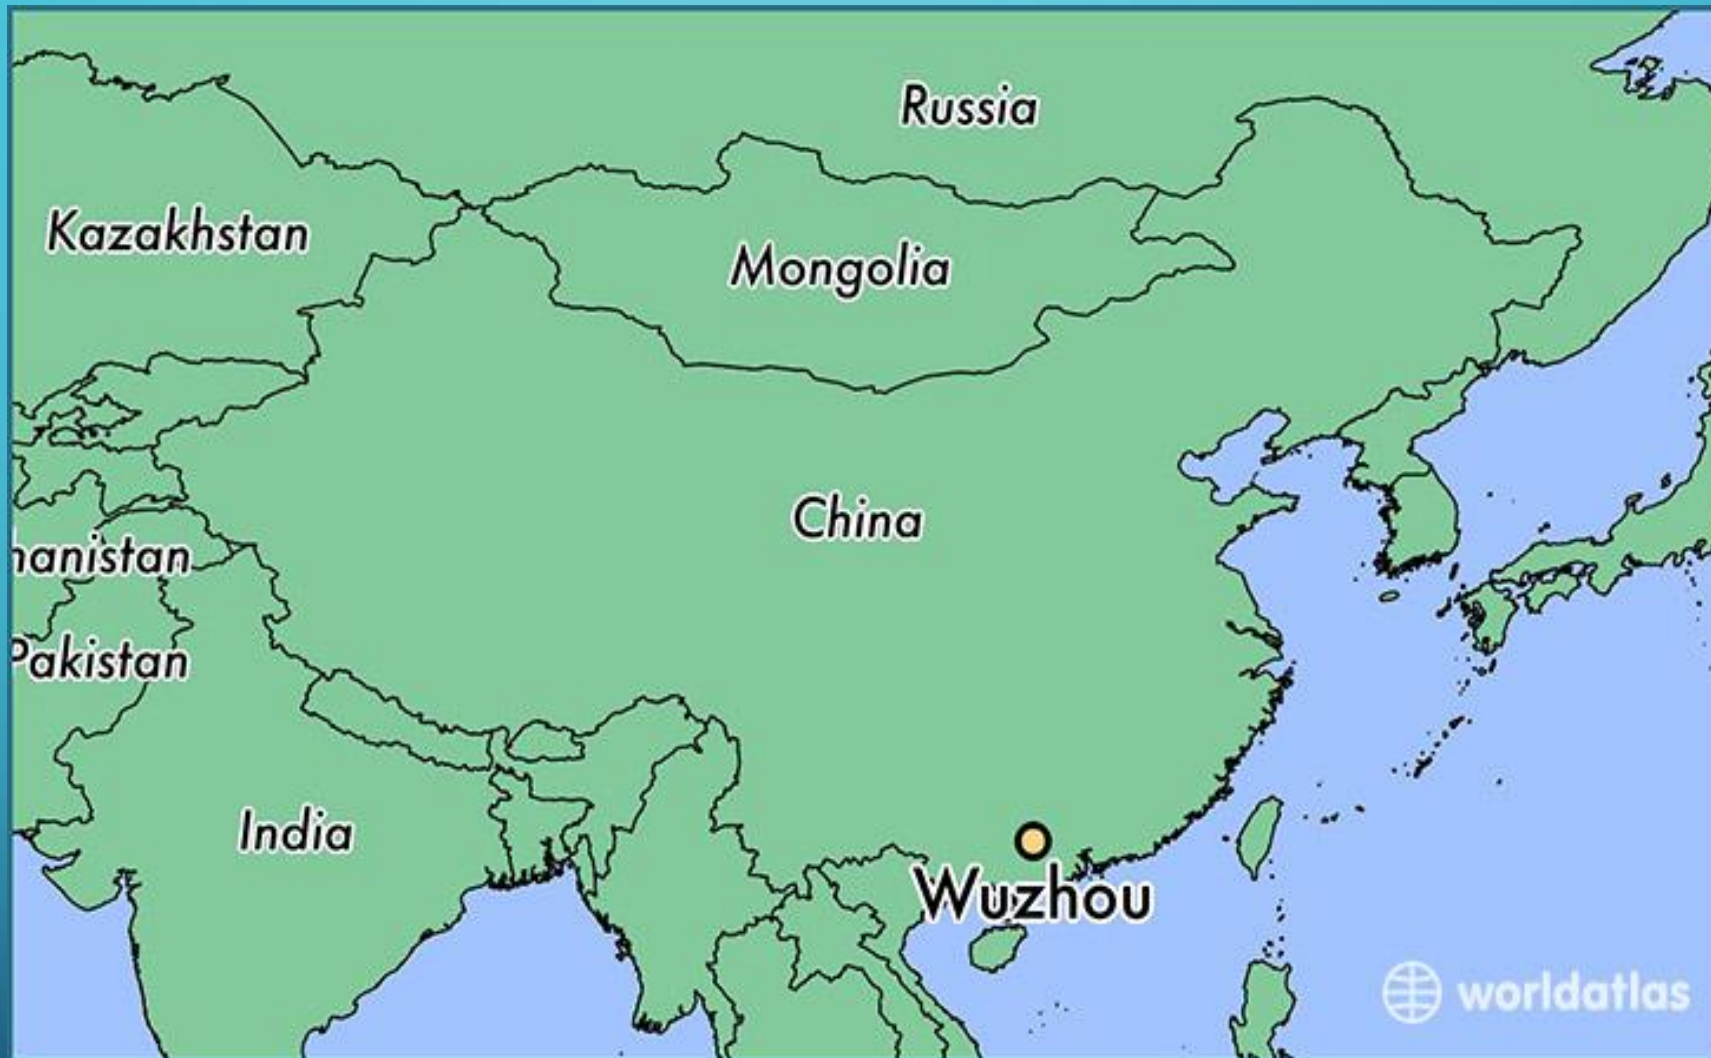 Russia
Kazakhstan
Mongolia
China
hanistan
Pakistan
India
Wuzhou
worldatlas